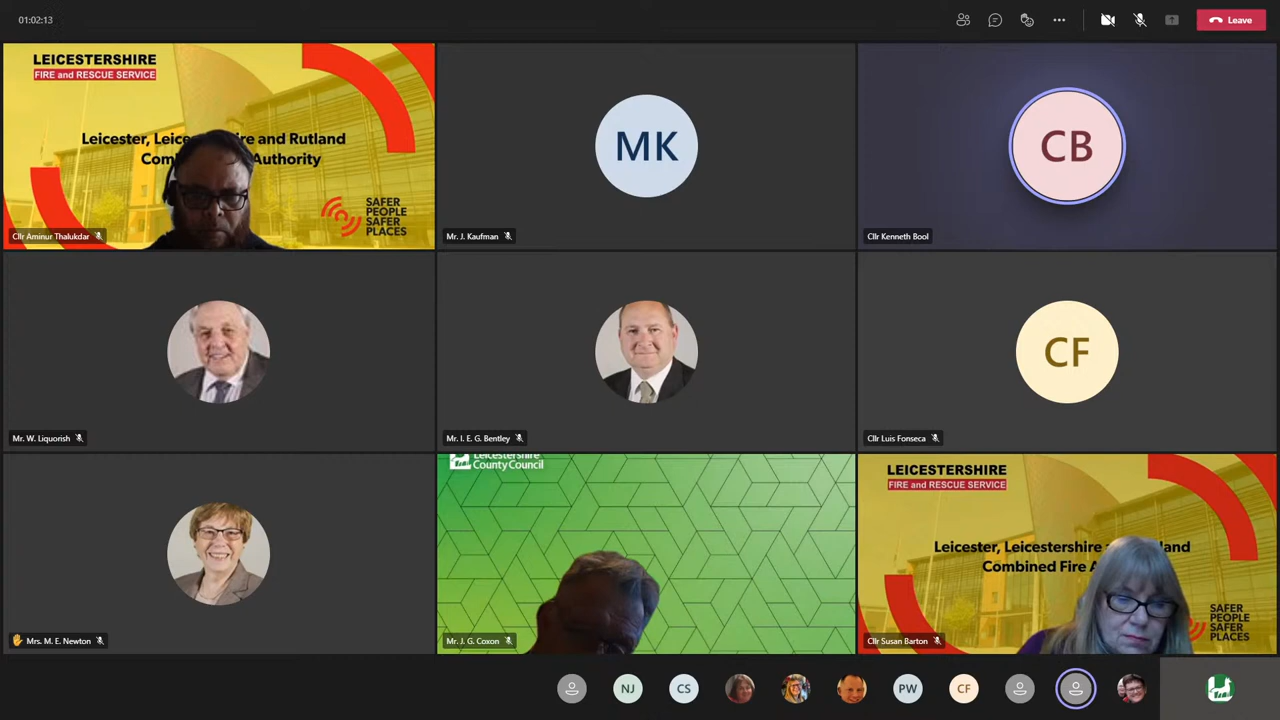 01:02:13
Leave
LEICESTERSHIRE
FIRE and RESCUE SERVICE
Leicester, Leice re and Rutland
Com Authority
SAFER
PEOPLE
SAFER
PLACES
Cllr Aminur Thalukdar
MK
Mr. J. Kaufman
CB
Cllr Kenneth Bool
Mr. W. Liquorish
Mr. I. E. G. Bentley
CF
Cllr Luis Fonseca
Mrs. M. E. Newton
Leicestershire
County Council
Mr. J. G. Coxon
LEICESTERSHIRE
FIRE and RESCUE SERVICE
Leicester, Leicestershire a land
Combined Fire A
SAFER
PEOPLE
SAFER
PLACES
Cllr Susan Barton
NJ
CS
PW
CF